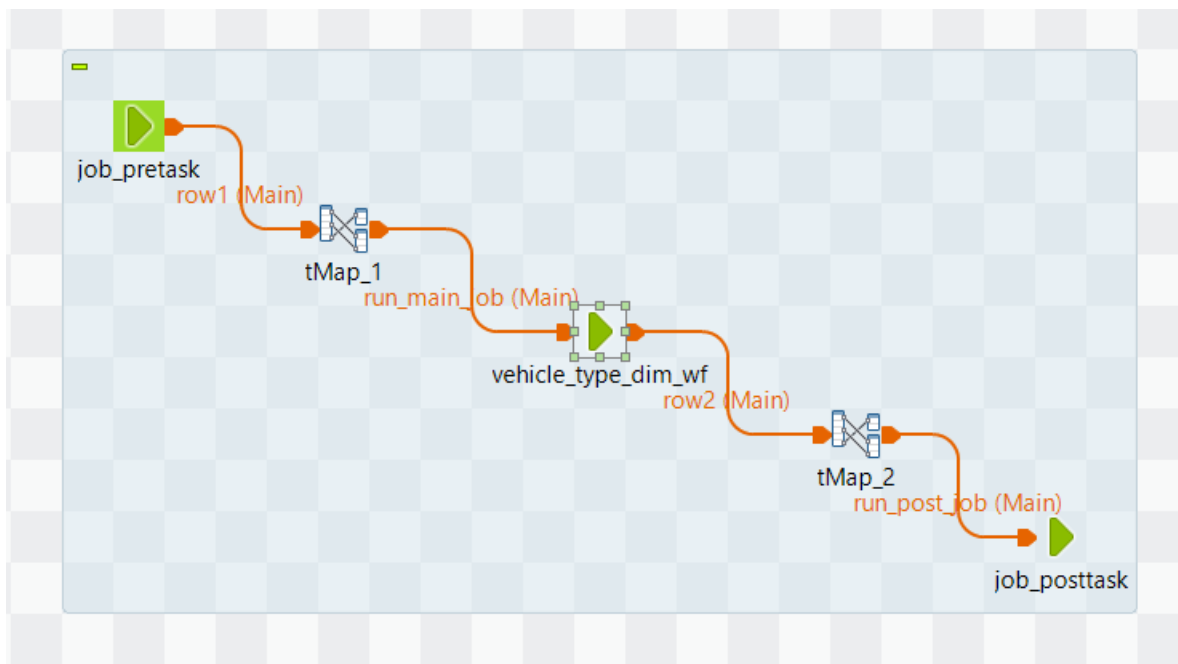 job_pretask
row1 (Main)
tMap_1
run_main_job (Main)
vehicle_type_dim_wf
row2 (Main)
tMap_2
run_post_job (Main)
job_posttask